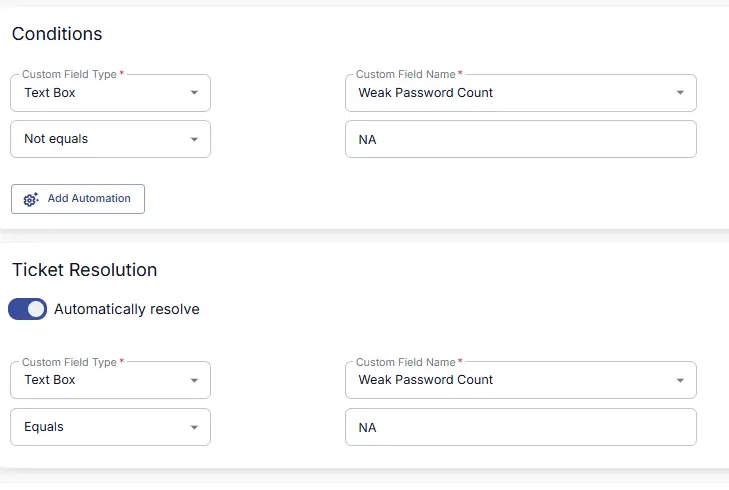 Conditions
Custom Field Type *
Custom Field Name *
Text Box
Weak Password Count
Not equals
NA
Add Automation
Ticket Resolution
Automatically resolve
Custom Field Type *
Custom Field Name *
Text Box
Weak Password Count
Equals
NA